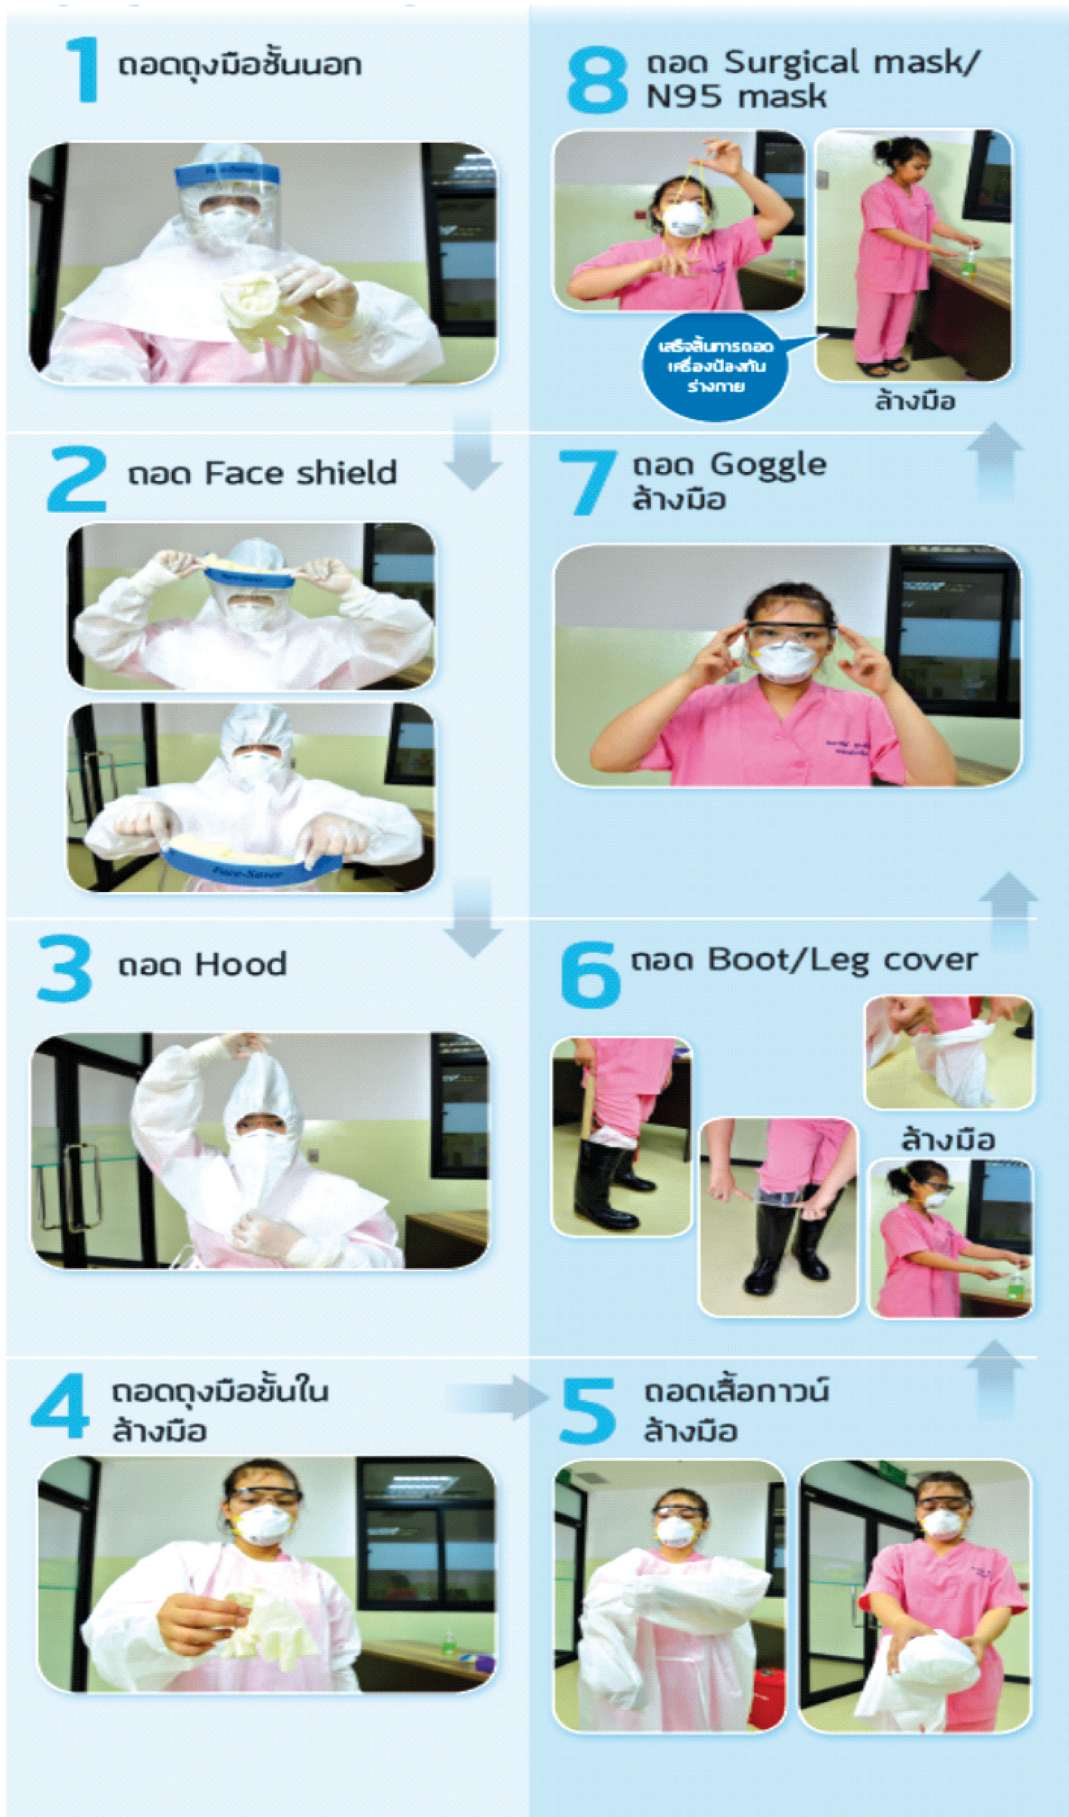 1
ถอดถุงมือชั้นนอก
Face-Saver
2
ถอด Face shield
Face-Saver
Face-Saver
3
ถอด Hood
4
ถอดถุงมือชั้นใน
ล้างมือ
5
ถอดเสื้อกาวน์
ล้างมือ
6
ถอด Boot/Leg cover
ล้างมือ
7
ถอด Goggle
ล้างมือ
8
ถอด Surgical mask/
N95 mask
เสร็จสิ้นการถอด
เครื่องป้องกัน
ร่างกาย
ล้างมือ